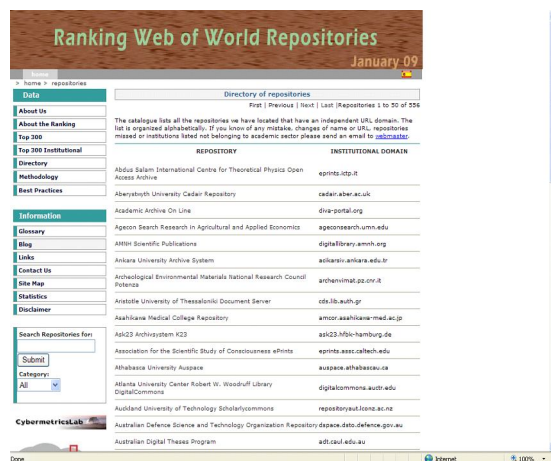 Ranking Web of World Repositories
January 09
home
> home > repositories
Data
About Us
About the Ranking
Top 300
Top 300 Institutional
Directory
Methodology
Best Practices
Information
Glossary
Blog
Links
Contact Us
Site Map
Statistics
Disclaimer
Search Repositories for:
Submit
Category:
All
CybermetricsLab
Directory of repositories
First | Previous | Next | Last |Repositories 1 to 50 of 556
The catalogue lists all the repositories we have located that have an independent URL domain. The
list is organized alphabetically. If you know of any mistake, changes of name or URL, repositories
missed or institutions listed not belonging to academic sector please send an email to webmaster.
REPOSITORY INSTITUTIONAL DOMAIN
Abdus Salam International Centre for Theoretical Physics Open
Access Archive eprints.ictp.it
Aberystwyth University Cadair Repository cadair.aber.ac.uk
Academic Archive On Line diva-portal.org
Agecon Search Research in Agricultural and Applied Economics ageconsearch.umn.edu
AMNH Scientific Publications digitallibrary.amnh.org
Ankara University Archive System acikarsiv.ankara.edu.tr
Archeological Environmental Materials National Research Council
Potenza archenvimat.pz.cnr.it
Aristotle University of Thessaloniki Document Server cds.lib.auth.gr
Asahikawa Medical College Repository amcor.asahikawa-med.ac.jp
Ask23 Archivsystem K23 ask23.hfbk-hamburg.de
Association for the Scientific Study of Consciousness ePrints eprints.assc.caltech.edu
Athabasca University Auspace auspace.athabascau.ca
Atlanta University Center Robert W. Woodruff Library
DigitalCommons digitalcommons.auctr.edu
Auckland University of Technology Scholarlycommons repositoryaut.lconz.ac.nz
Australian Defence Science and Technology Organization Repository dspace.dsto.defence.gov.au
Australian Digital Theses Program adt.caul.edu.au
Done Internet 100%